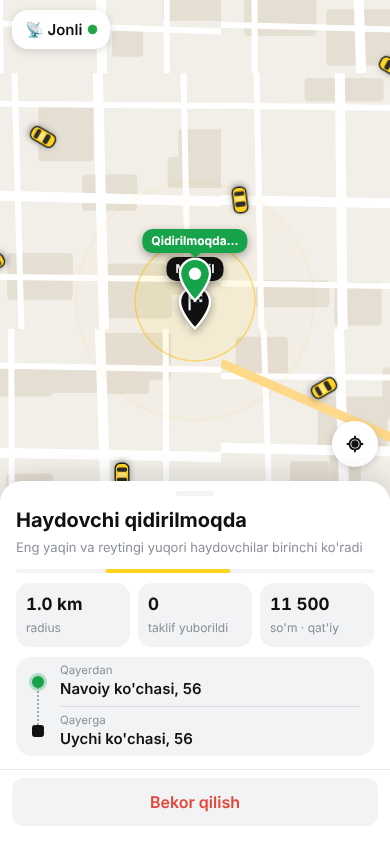 Jonli
Qidirilmoqda...
Haydovchi qidirilmoqda
Eng yaqin va reytingi yuqori haydovchilar birinchi ko'radi
1.0 km
radius
0
taklif yuborildi
11 500
so'm · qat'iy
Qayerdan
Navoiy ko'chasi, 56
Qayerga
Uychi ko'chasi, 56
Bekor qilish